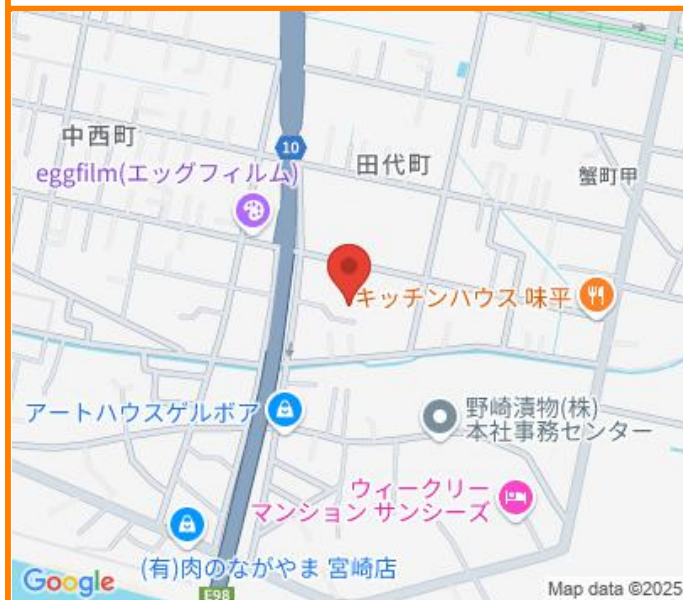 中西町
10
田代町
eggfilm(エッグフィルム)
蟹町甲
キッチンハウス 味平
アートハウスゲルボア
野崎漬物(株)
本社事務センター
ウィークリー
マンション サンシーズ
(有)肉のながやま 宮崎店
Google
E98
Map data ©2025